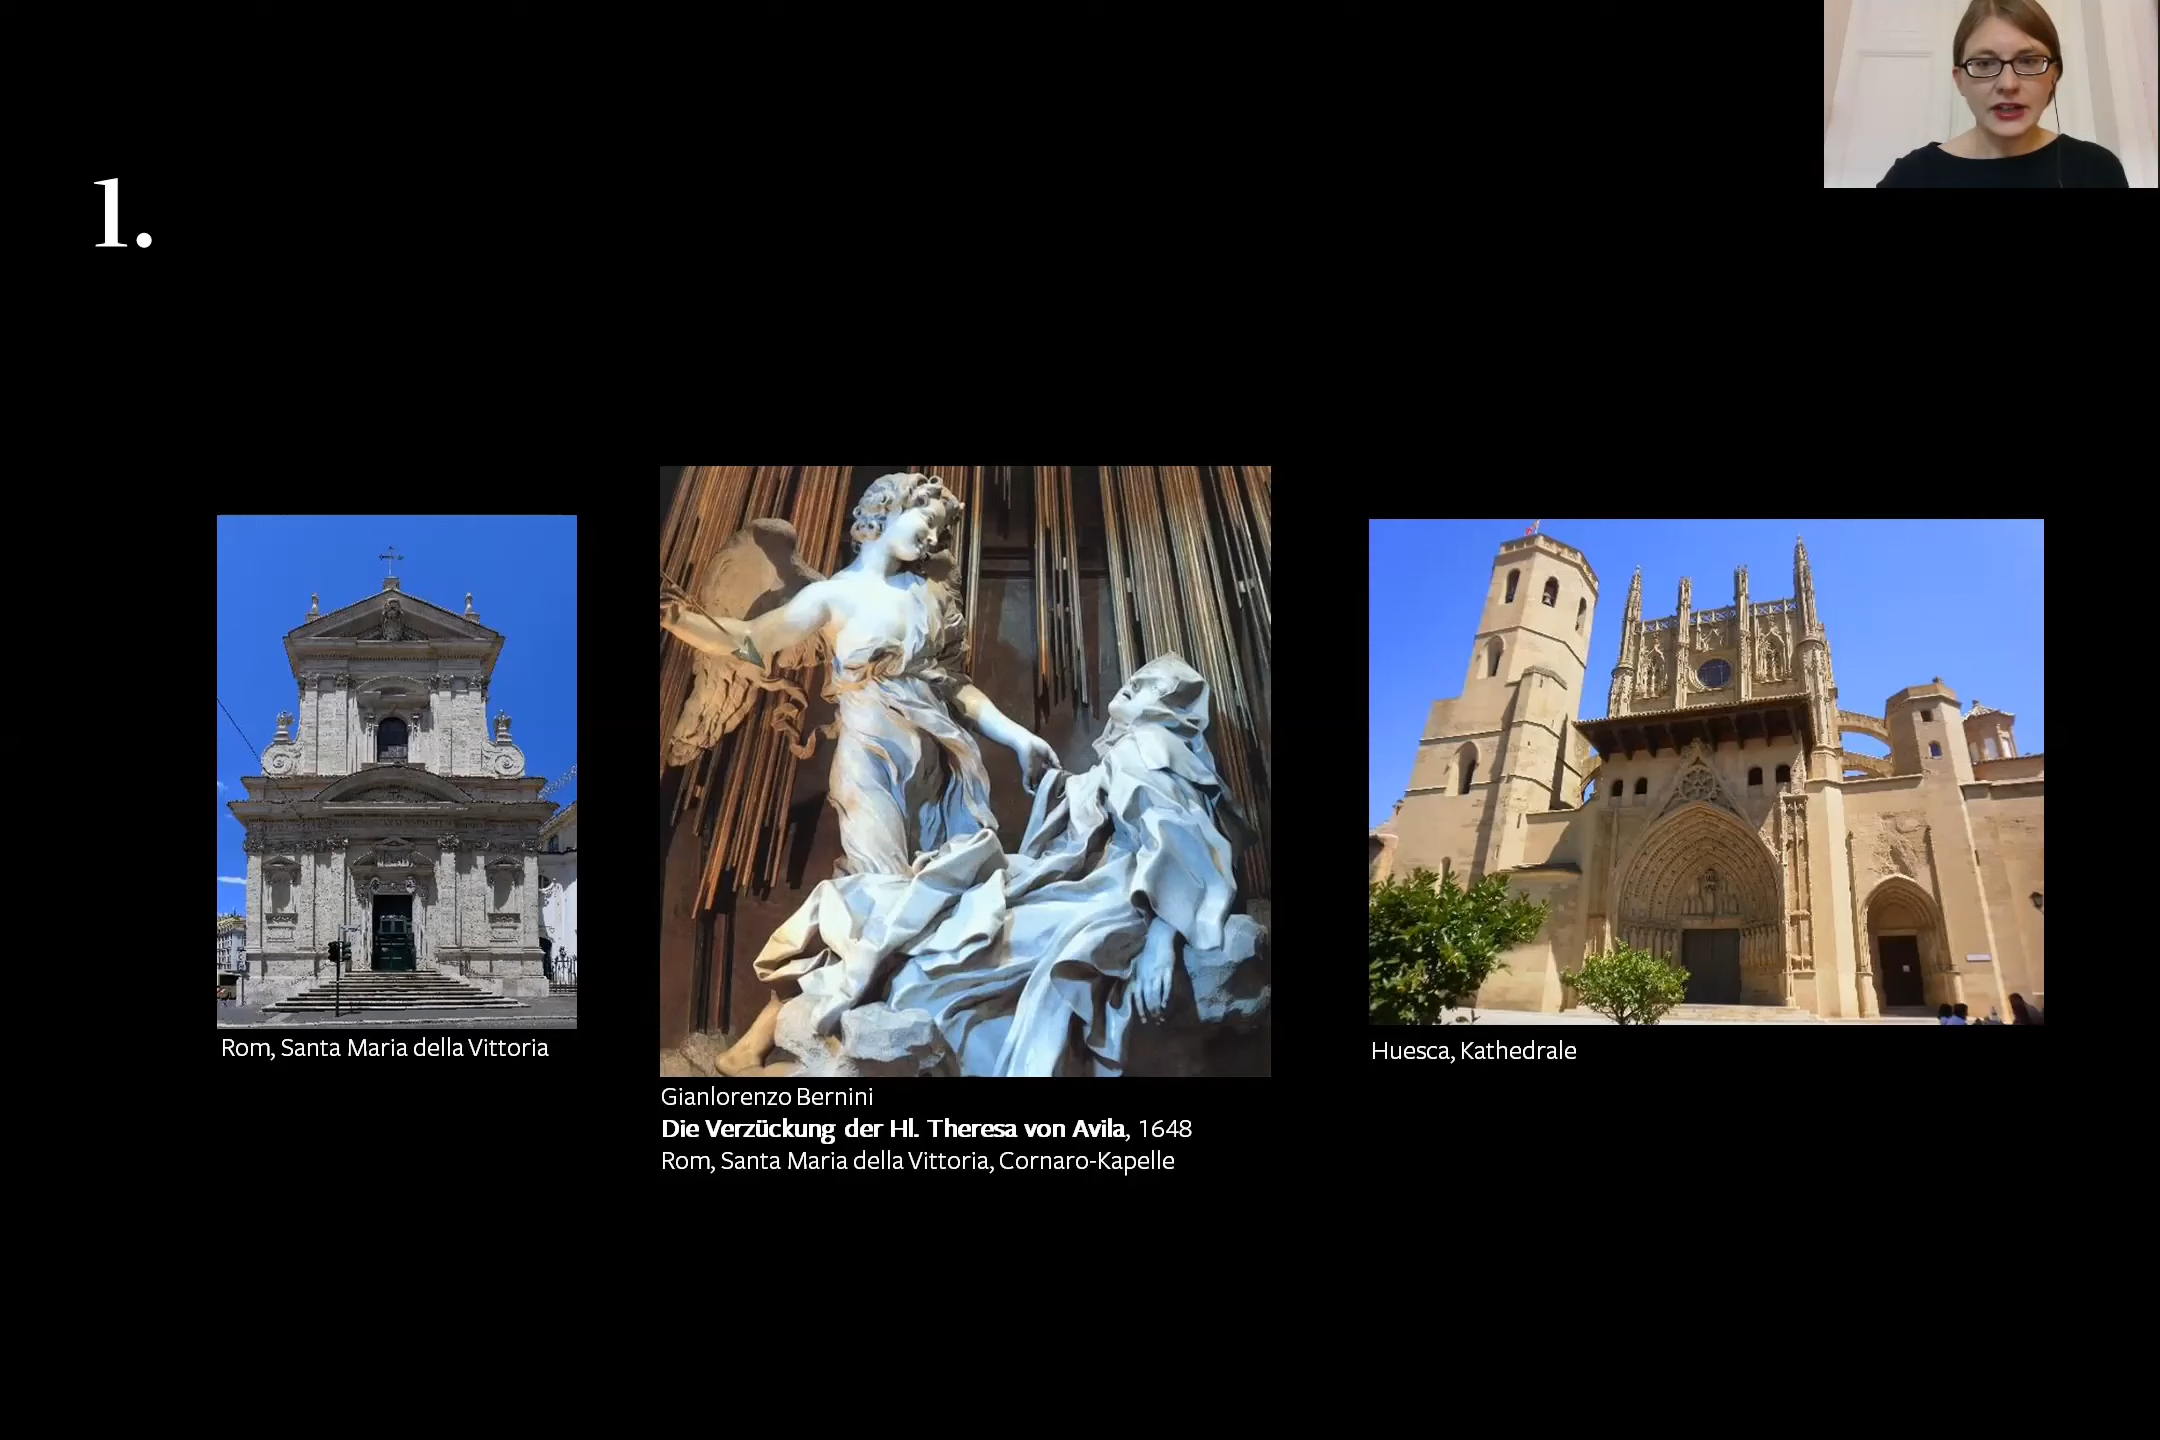 1.
Rom, Santa Maria della Vittoria
Gianlorenzo Bernini
Die Verzückung der Hl. Theresa von Avila, 1648
Rom, Santa Maria della Vittoria, Cornaro-Kapelle
Huesca, Kathedrale